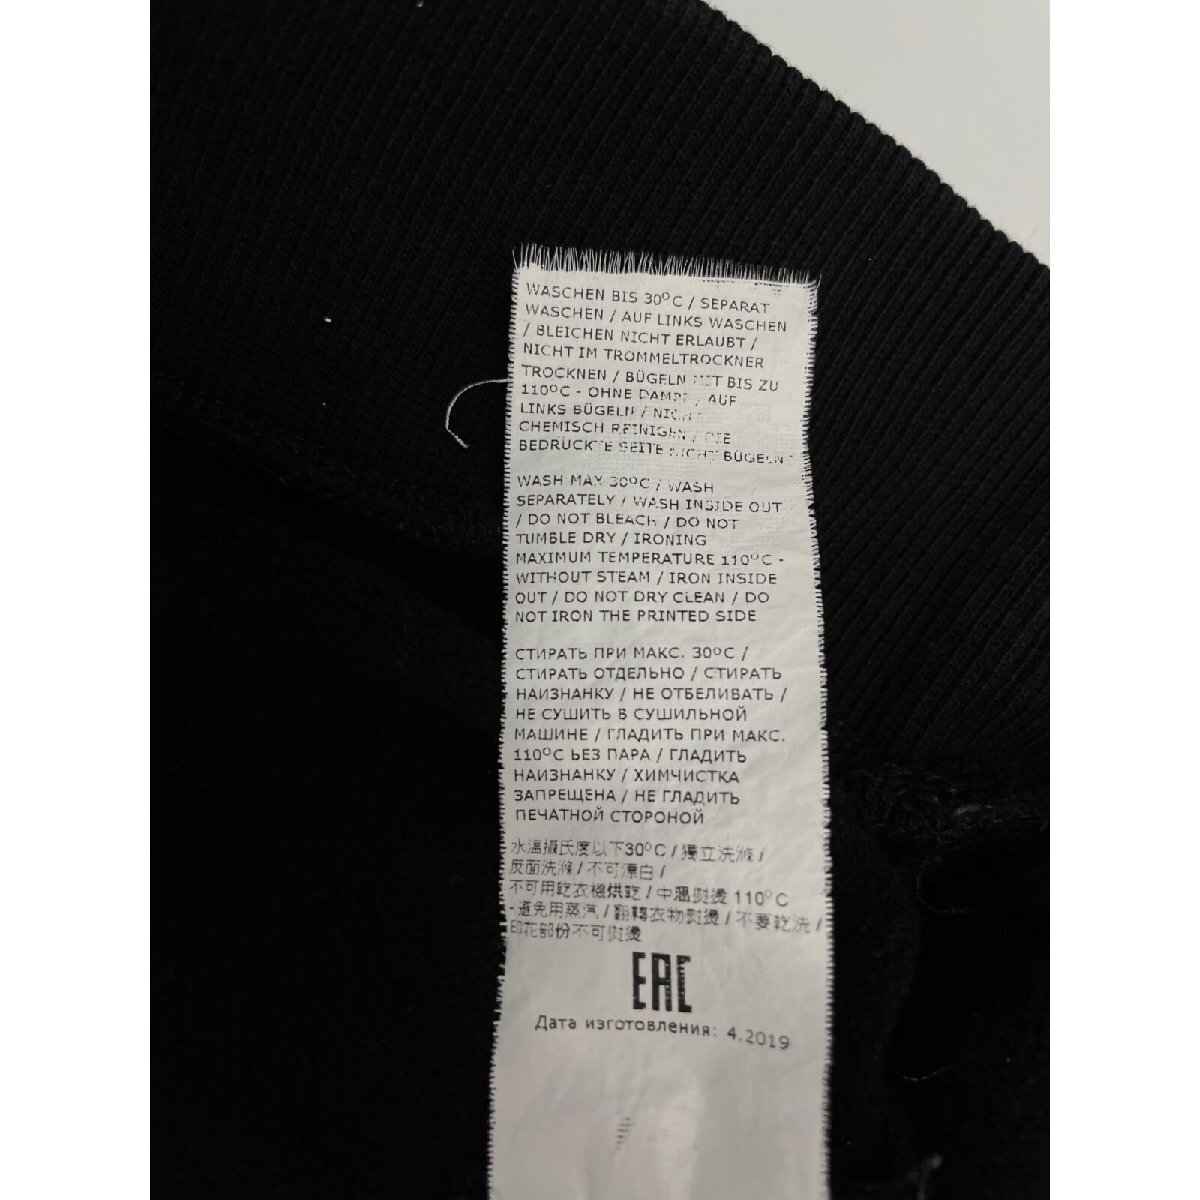 WASCHEN BIS 30°C / SEPARAT
WASCHEN / AUF LINKS WASCHEN
/ BLEICHEN NICHT ERLAUBT /
NICHT IM TROMMELTROCKNER
TROCKNEN / BÜGELN MIT BIS ZU
110°C - OHNE DAMPF / AUF
LINKS BÜGELN / NICHT
CHEMISCH REINIGEN / DIE
BEDRUCKTE SEITE NICHT BÜGELN
WASH MAX 30°C / WASH
SEPARATELY / WASH INSIDE OUT
/ DO NOT BLEACH / DO NOT
TUMBLE DRY / IRONING
MAXIMUM TEMPERATURE 110°C -
WITHOUT STEAM / IRON INSIDE
OUT / DO NOT DRY CLEAN / DO
NOT IRON THE PRINTED SIDE
СТИРАТЬ ПРИ МАКС. 30°C /
СТИРАТЬ ОТДЕЛЬНО / СТИРАТЬ
НАИЗНАНКУ / НЕ ОТБЕЛИВАТЬ /
НЕ СУШИТЬ В СУШИЛЬНОЙ
МАШИНЕ / ГЛАДИТЬ ПРИ МАКС.
110°C БЕЗ ПАРА / ГЛАДИТЬ
НАИЗНАНКУ / ХИМЧИСТКА
ЗАПРЕЩЕНА / НЕ ГЛАДИТЬ
ПЕЧАТНОЙ СТОРОНОЙ
水溫攝氏度以下30°C / 獨立洗滌 /
反面洗滌 / 不可漂白 /
不可用乾衣機烘乾 / 中溫熨燙 110°C
- 避免用蒸汽 / 翻轉衣物熨燙 / 不要乾洗 /
印花部份不可熨燙
EAC
Дата изготовления: 4.2019